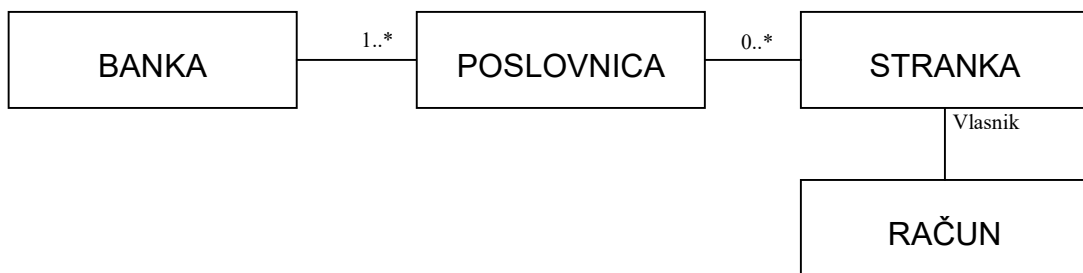 1..*
0..*
BANKA
POSLOVNICA
STRANKA
Vlasnik
RAČUN